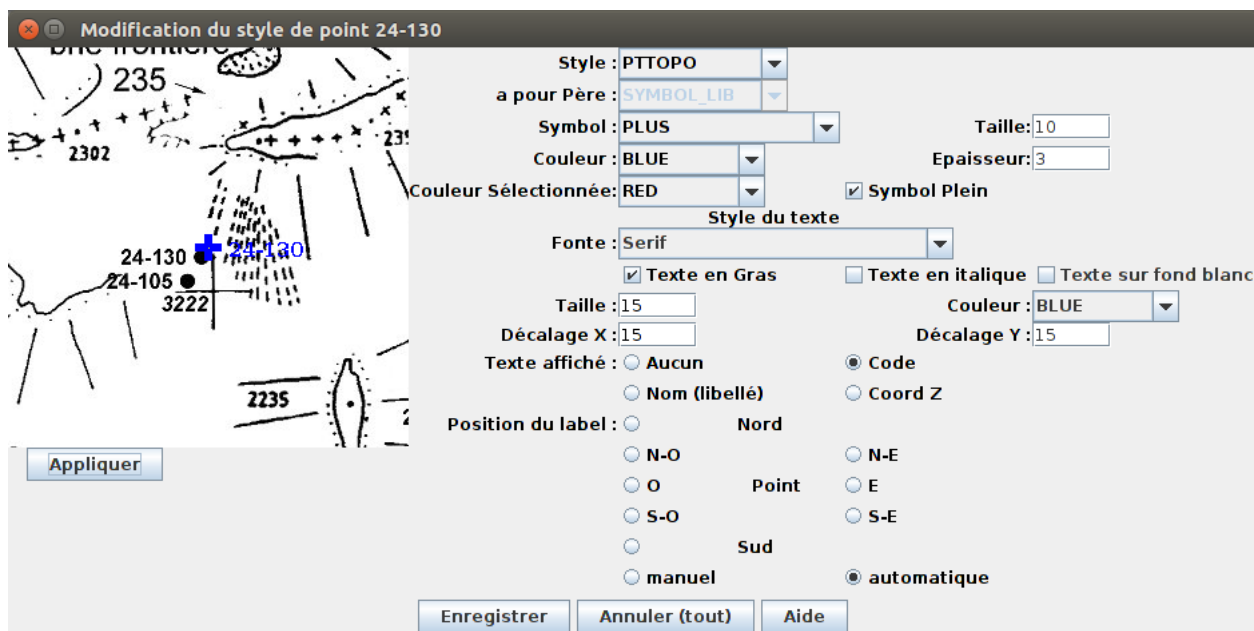 Modification du style de point 24-130
235
2302
24-130
24-130
24-105
3222
2235
Appliquer
Style : PTTOPO
a pour Père : SYMBOL_LIB
Symbol : PLUS Taille: 10
Couleur : BLUE Epaisseur: 3
Couleur Sélectionnée: RED Symbol Plein
Style du texte
Fonte : Serif
Texte en Gras Texte en italique Texte sur fond blanc
Taille : 15 Couleur : BLUE
Décalage X : 15 Décalage Y : 15
Texte affiché : Aucun Code
Nom (libellé) Coord Z
Position du label : Nord
N-O N-E
O Point E
S-O S-E
Sud
manuel automatique
Enregistrer Annuler (tout) Aide